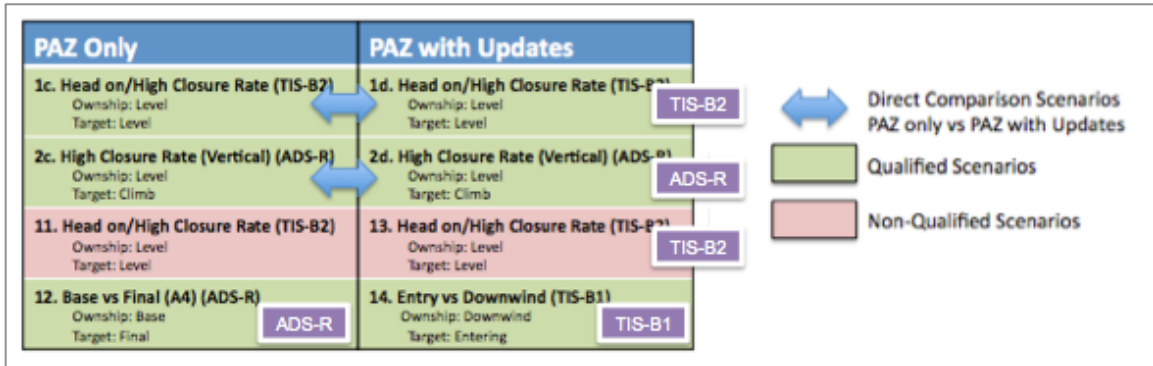 PAZ Only
PAZ with Updates
1c. Head on/High Closure Rate (TIS-B2)
Ownship: Level
Target: Level
1d. Head on/High Closure Rate (TIS-B2)
Ownship: Level
Target: Level
TIS-B2
2c. High Closure Rate (Vertical) (ADS-R)
Ownship: Level
Target: Climb
2d. High Closure Rate (Vertical) (ADS-R)
Ownship: Level
Target: Climb
ADS-R
11. Head on/High Closure Rate (TIS-B2)
Ownship: Level
Target: Level
13. Head on/High Closure Rate (TIS-B2)
Ownship: Level
Target: Level
TIS-B2
12. Base vs Final (A4) (ADS-R)
Ownship: Base
Target: Final
ADS-R
14. Entry vs Downwind (TIS-B1)
Ownship: Downwind
Target: Entering
TIS-B1
Direct Comparison Scenarios
PAZ only vs PAZ with Updates
Qualified Scenarios
Non-Qualified Scenarios